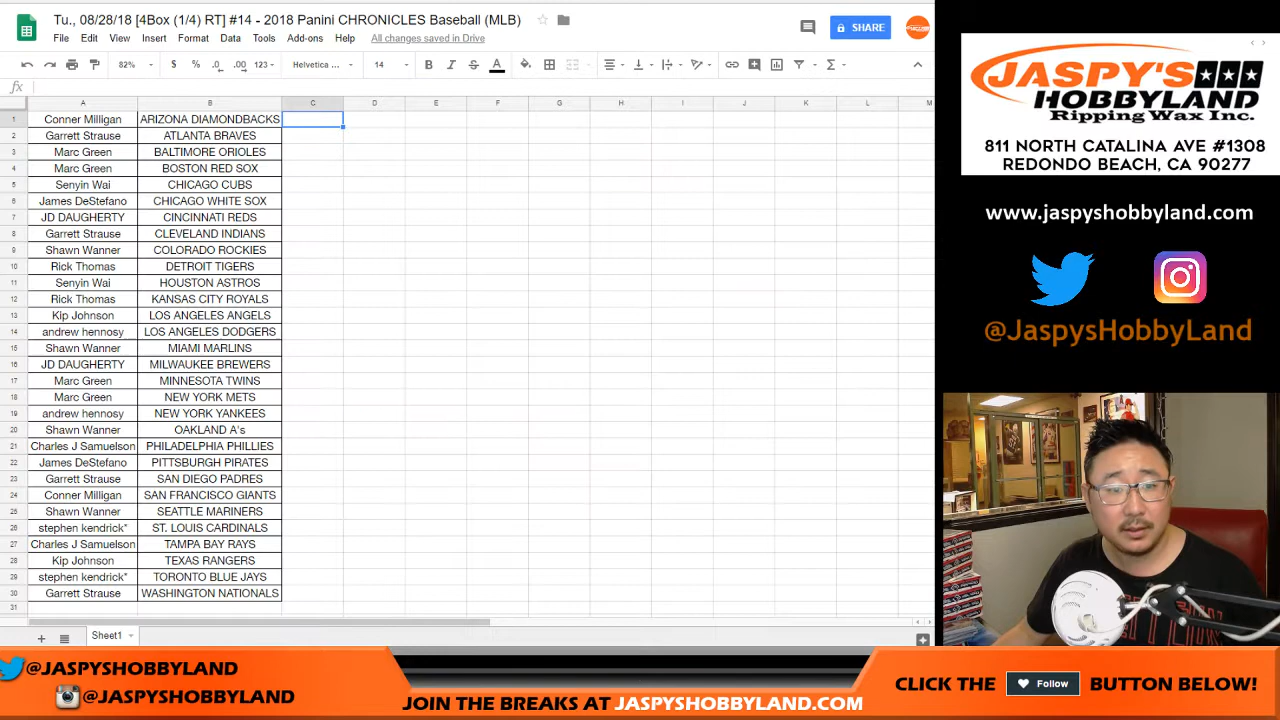 Tu., 08/28/18 [4Box (1/4) RT] #14 - 2018 Panini CHRONICLES Baseball (MLB)
File Edit View Insert Format Data Tools Add-ons Help All changes saved in Drive
SHARE
82% $ % .0 .00 123 Helvetica ... 14 B I S A
fx
A B C D E F G H I J K L M
1 Conner Milligan ARIZONA DIAMONDBACKS
2 Garrett Strause ATLANTA BRAVES
3 Marc Green BALTIMORE ORIOLES
4 Marc Green BOSTON RED SOX
5 Senyin Wai CHICAGO CUBS
6 James DeStefano CHICAGO WHITE SOX
7 JD DAUGHERTY CINCINNATI REDS
8 Garrett Strause CLEVELAND INDIANS
9 Shawn Wanner COLORADO ROCKIES
10 Rick Thomas DETROIT TIGERS
11 Senyin Wai HOUSTON ASTROS
12 Rick Thomas KANSAS CITY ROYALS
13 Kip Johnson LOS ANGELES ANGELS
14 andrew hennosy LOS ANGELES DODGERS
15 Shawn Wanner MIAMI MARLINS
16 JD DAUGHERTY MILWAUKEE BREWERS
17 Marc Green MINNESOTA TWINS
18 Marc Green NEW YORK METS
19 andrew hennosy NEW YORK YANKEES
20 Shawn Wanner OAKLAND A's
21 Charles J Samuelson PHILADELPHIA PHILLIES
22 James DeStefano PITTSBURGH PIRATES
23 Garrett Strause SAN DIEGO PADRES
24 Conner Milligan SAN FRANCISCO GIANTS
25 Shawn Wanner SEATTLE MARINERS
26 stephen kendrick* ST. LOUIS CARDINALS
27 Charles J Samuelson TAMPA BAY RAYS
28 Kip Johnson TEXAS RANGERS
29 stephen kendrick* TORONTO BLUE JAYS
30 Garrett Strause WASHINGTON NATIONALS
31
Sheet1
JASPY'S
HOBBYLAND
Ripping Wax Inc.
811 NORTH CATALINA AVE #1308
REDONDO BEACH, CA 90277
www.jaspyshobbyland.com
@JaspysHobbyLand
@JASPYSHOBBYLAND
@JASPYSHOBBYLAND
JOIN THE BREAKS AT JASPYSHOBBYLAND.COM
CLICK THE Follow BUTTON BELOW!